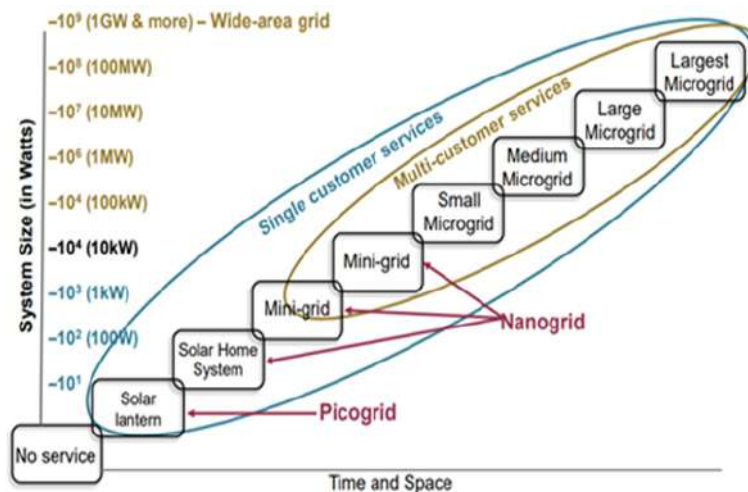 ~10⁹ (1GW & more) – Wide-area grid
~10⁸ (100MW)
~10⁷ (10MW)
~10⁶ (1MW)
~10⁴ (100kW)
~10⁴ (10kW)
~10³ (1kW)
~10² (100W)
~10¹
System Size (in Watts)
Single customer services
Multi-customer services
Largest
Microgrid
Large
Microgrid
Medium
Microgrid
Small
Microgrid
Mini-grid
Mini-grid
Nanogrid
Solar Home
System
Solar
lantern
Picogrid
No service
Time and Space